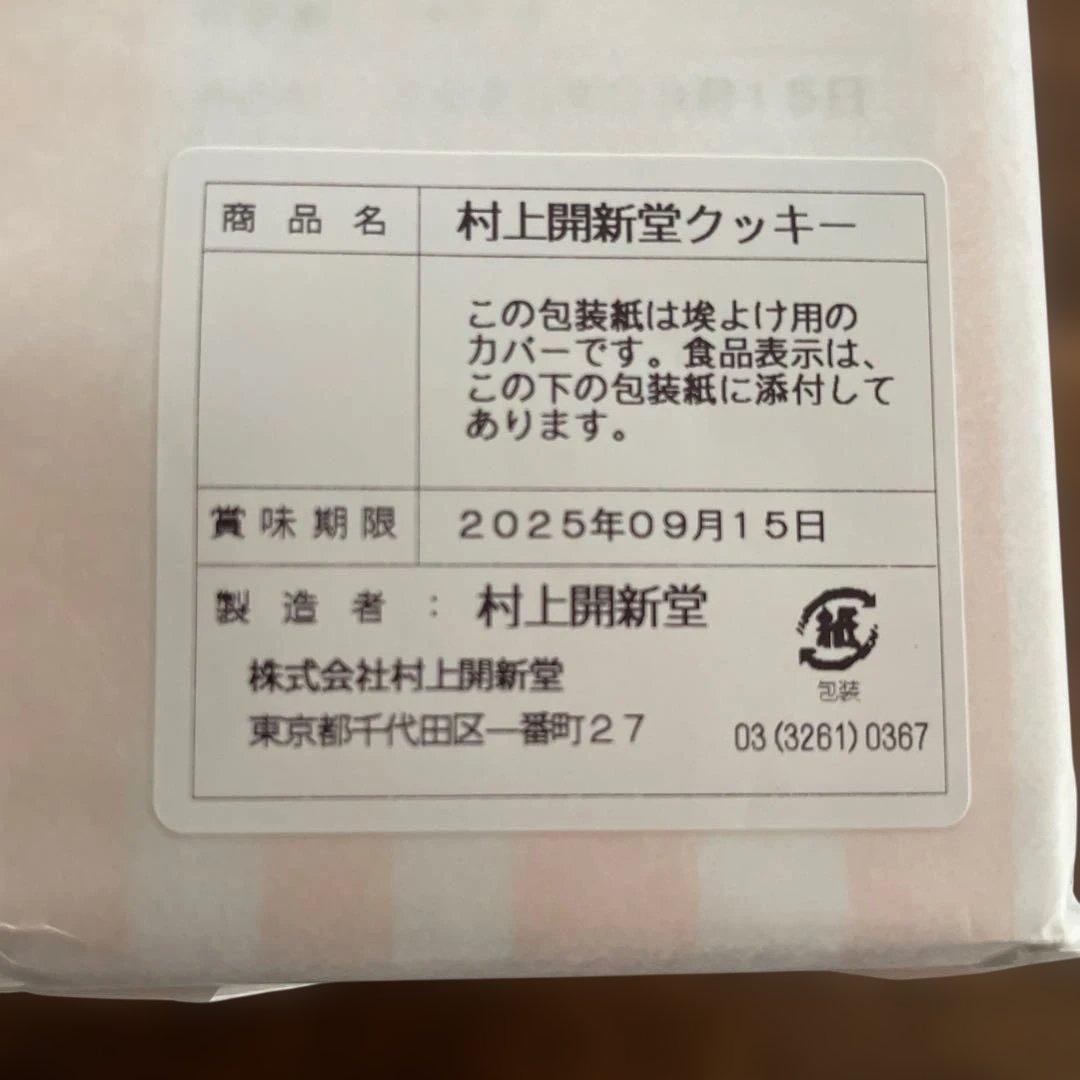 商品名 村上開新堂クッキー
この包装紙は埃よけ用の
カバーです。食品表示は、
この下の包装紙に添付して
あります。
賞味期限 2025年09月15日
製造者： 村上開新堂
紙
株式会社村上開新堂
包装
東京都千代田区一番町27
03(3261)0367